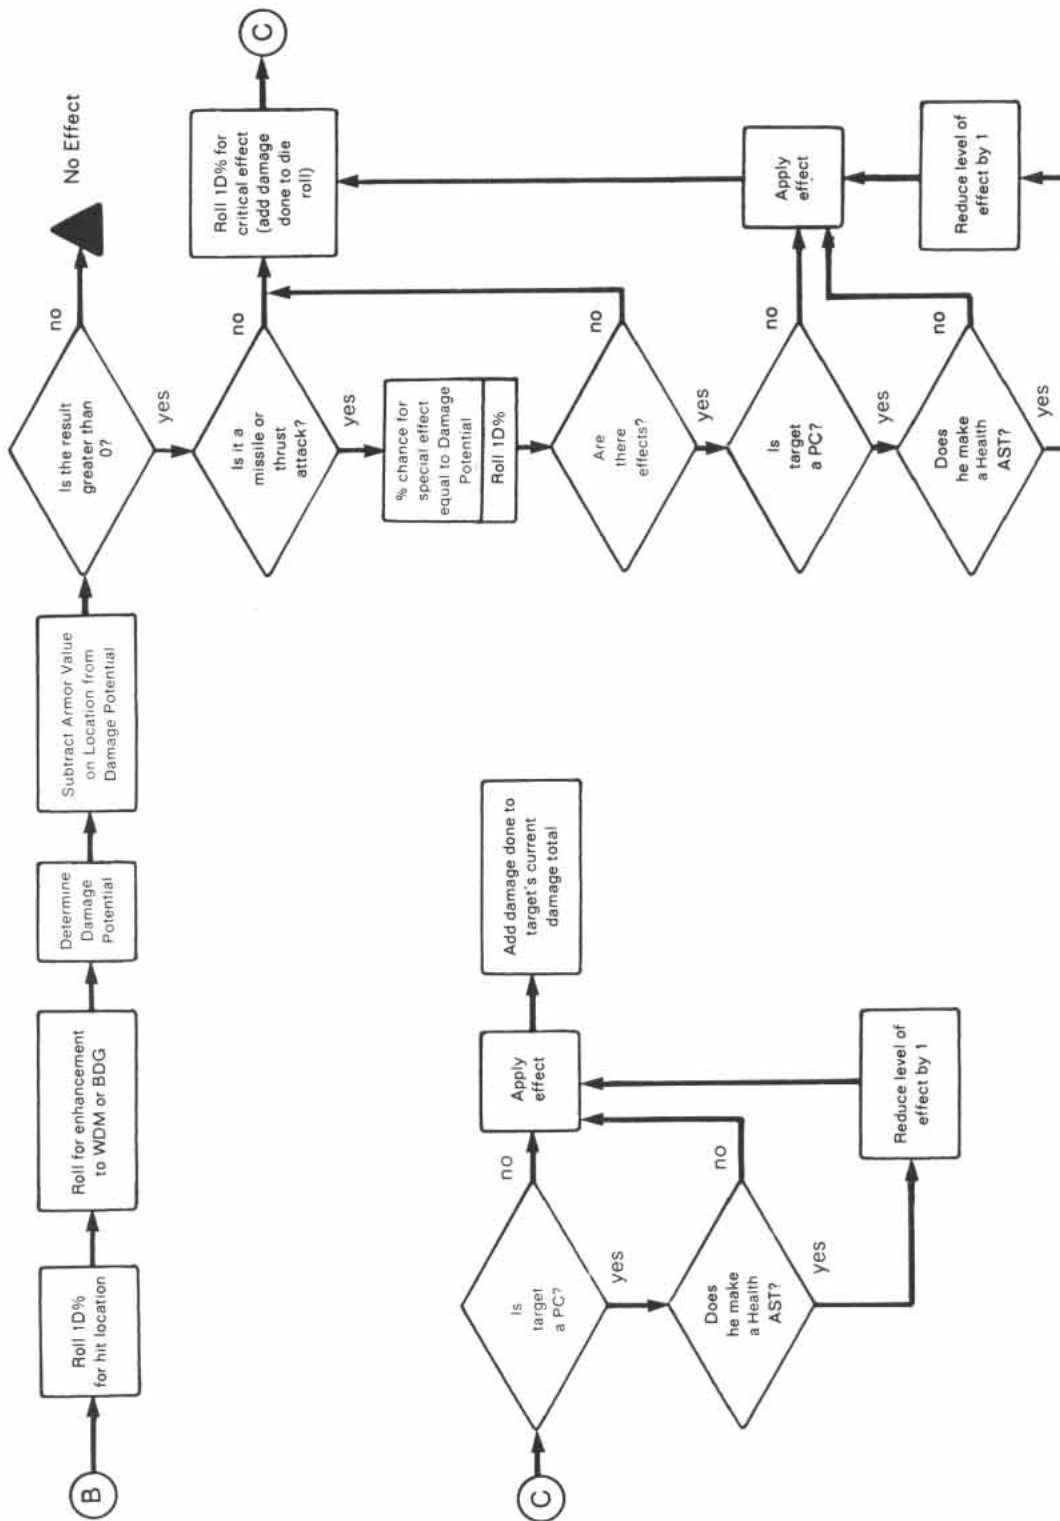 B
Roll 1D%
for hit location
Roll for enhancement
to WDM or BDG
Determine
Damage
Potential
Subtract Armor Value
on Location from
Damage Potential
Is the result
greater than
0?
no
No Effect
yes
Is it a
missile or
thrust
attack?
no
Roll 1D% for
critical effect
(add damage
done to die
roll)
C
yes
% chance for
special effect
equal to Damage
Potential
Roll 1D%
Are
there
effects?
no
yes
Is
target
a PC?
no
Apply
effect
yes
Does
he make
a Health
AST?
no
Reduce level of
effect by 1
yes
C
Is
target
a PC?
no
Apply
effect
Add damage done to
target's current
damage total
yes
Does
he make
a Health
AST?
no
yes
Reduce level of
effect by 1